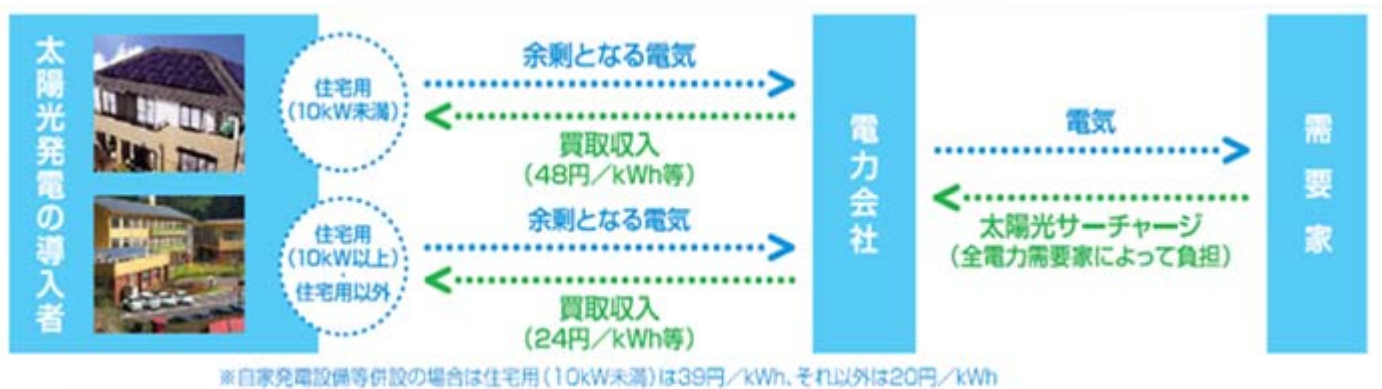 太陽光発電の導入者
住宅用
(10kW未満)
余剰となる電気
買取収入
(48円/kWh等)
住宅用
(10kW以上)
・
住宅用以外
余剰となる電気
買取収入
(24円/kWh等)
電力会社
電気
太陽光サーチャージ
(全電力需要家によって負担)
需要家
※自家発電設備等併設の場合は住宅用(10kW未満)は39円/kWh、それ以外は20円/kWh